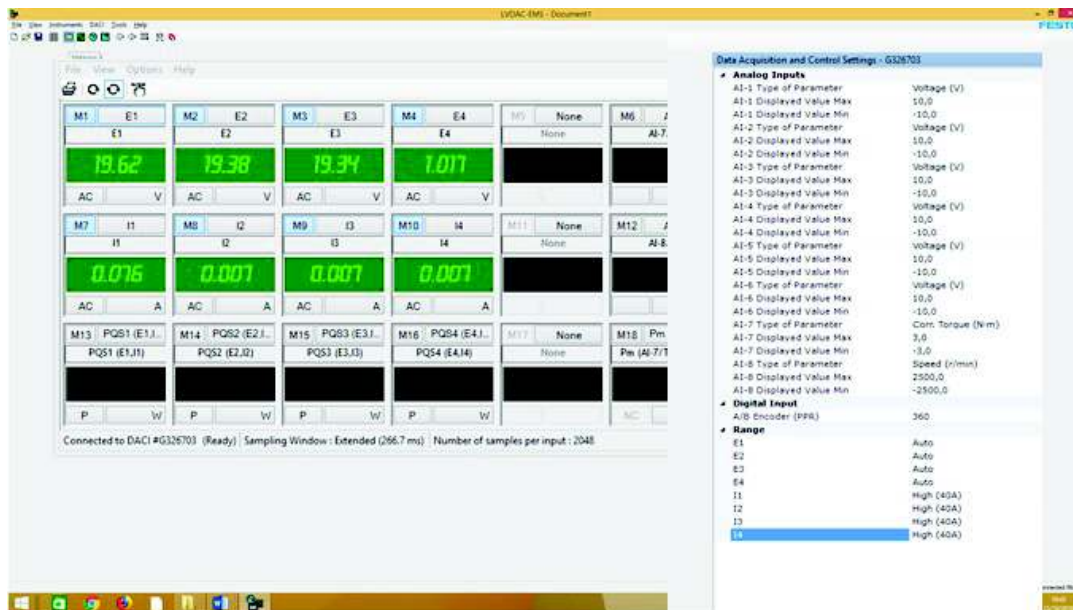 LVDAC-EMS - Document1
File View Instruments DACI Tools Help
FEST
File View Options Help
M1 E1 M2 E2 M3 E3 M4 E4 M5 None M6
E1 E2 E3 E4 None AI-7
19.62 19.38 19.34 1.017
AC V AC V AC V AC V
M7 I1 M8 I2 M9 I3 M10 I4 M11 None M12
I1 I2 I3 I4 None AI-8
0.076 0.007 0.007 0.007
AC A AC A AC A AC A
M13 PQS1 (E1,I.. M14 PQS2 (E2,I.. M15 PQS3 (E3,I.. M16 PQS4 (E4,I.. M17 None M18 Pm
PQS1 (E1,I1) PQS2 (E2,I2) PQS3 (E3,I3) PQS4 (E4,I4) None Pm (AI-7/T
P W P W P W P W NC
Connected to DACI #G326703 (Ready) Sampling Window : Extended (266.7 ms) Number of samples per input : 2048
Data Acquisition and Control Settings - G326703
Analog Inputs
AI-1 Type of Parameter Voltage (V)
AI-1 Displayed Value Max 10,0
AI-1 Displayed Value Min -10,0
AI-2 Type of Parameter Voltage (V)
AI-2 Displayed Value Max 10,0
AI-2 Displayed Value Min -10,0
AI-3 Type of Parameter Voltage (V)
AI-3 Displayed Value Max 10,0
AI-3 Displayed Value Min -10,0
AI-4 Type of Parameter Voltage (V)
AI-4 Displayed Value Max 10,0
AI-4 Displayed Value Min -10,0
AI-5 Type of Parameter Voltage (V)
AI-5 Displayed Value Max 10,0
AI-5 Displayed Value Min -10,0
AI-6 Type of Parameter Voltage (V)
AI-6 Displayed Value Max 10,0
AI-6 Displayed Value Min -10,0
AI-7 Type of Parameter Corr. Torque (N·m)
AI-7 Displayed Value Max 3,0
AI-7 Displayed Value Min -3,0
AI-8 Type of Parameter Speed (r/min)
AI-8 Displayed Value Max 2500,0
AI-8 Displayed Value Min -2500,0
Digital Input
A/B Encoder (PPR) 360
Range
E1 Auto
E2 Auto
E3 Auto
E4 Auto
I1 High (40A)
I2 High (40A)
I3 High (40A)
I4 High (40A)